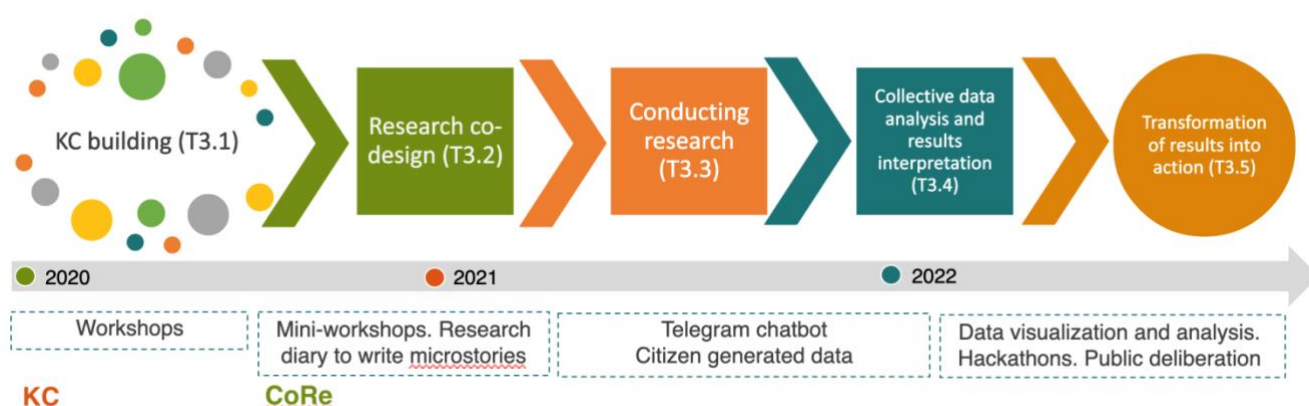 KC building (T3.1)
Research co-
design (T3.2)
Conducting
research
(T3.3)
Collective data
analysis and
results
interpretation
(T3.4)
Transformation
of results into
action (T3.5)
2020
2021
2022
Workshops
Mini-workshops. Research
diary to write microstories
Telegram chatbot
Citizen generated data
Data visualization and analysis.
Hackathons. Public deliberation
KC
CoRe